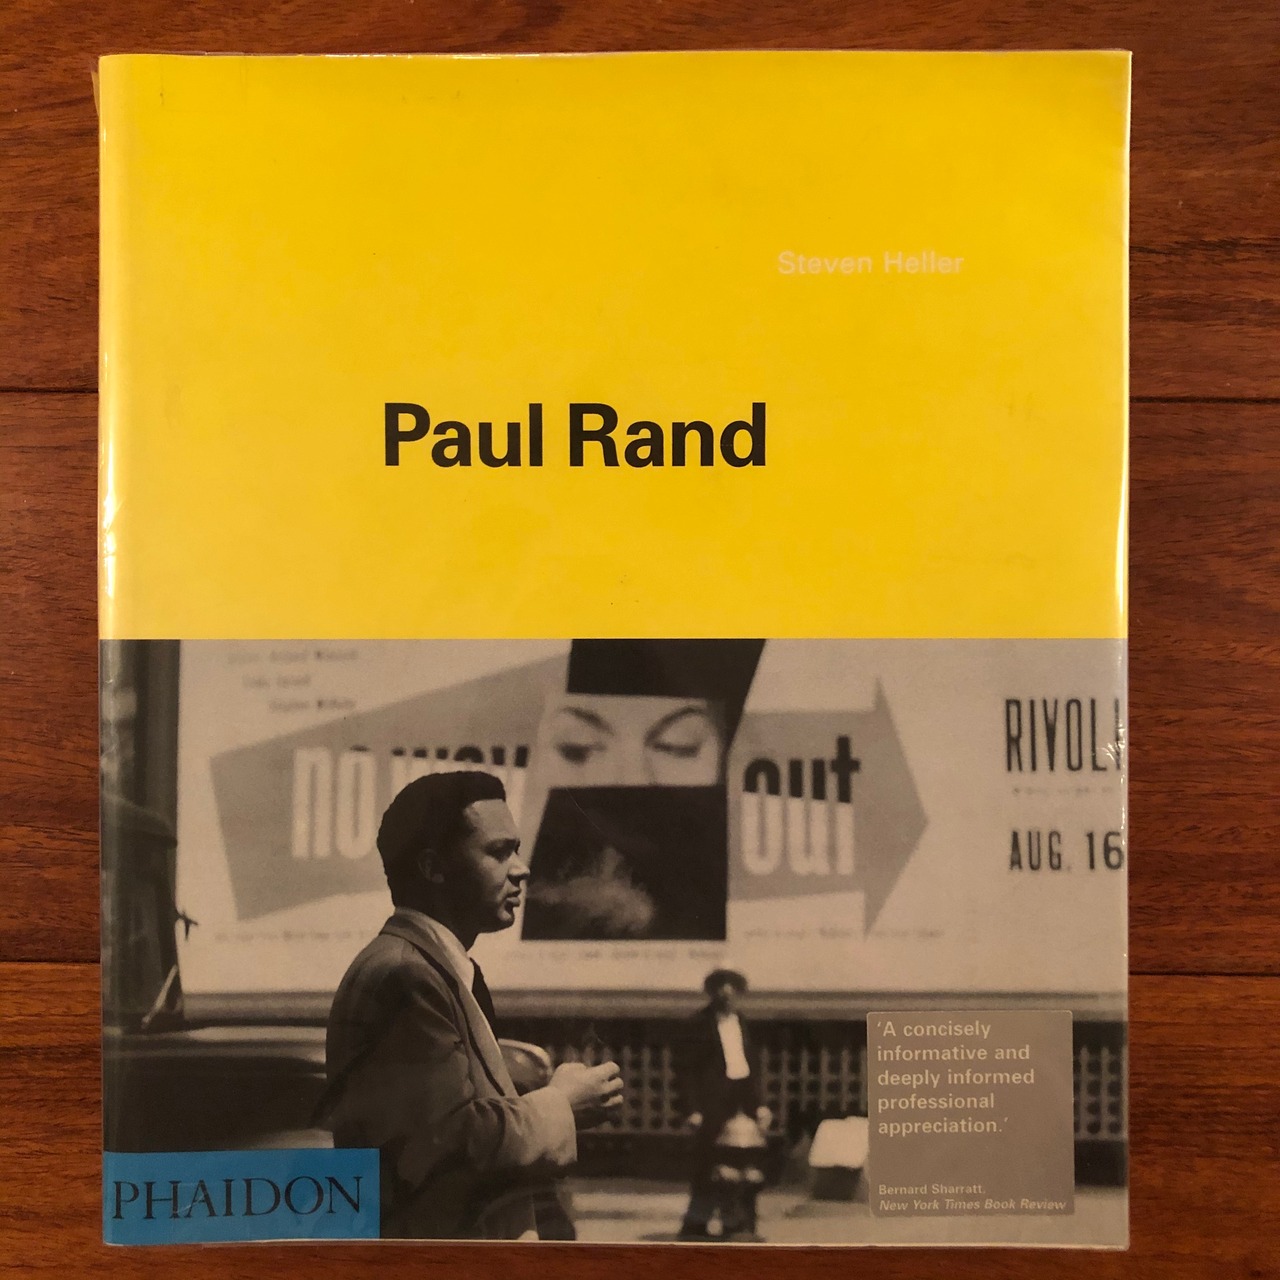 Steven Heller
Paul Rand
no way out
RIVOLI
AUG. 16
'A concisely
informative and
deeply informed
professional
appreciation.'
Bernard Sharratt,
New York Times Book Review
PHAIDON